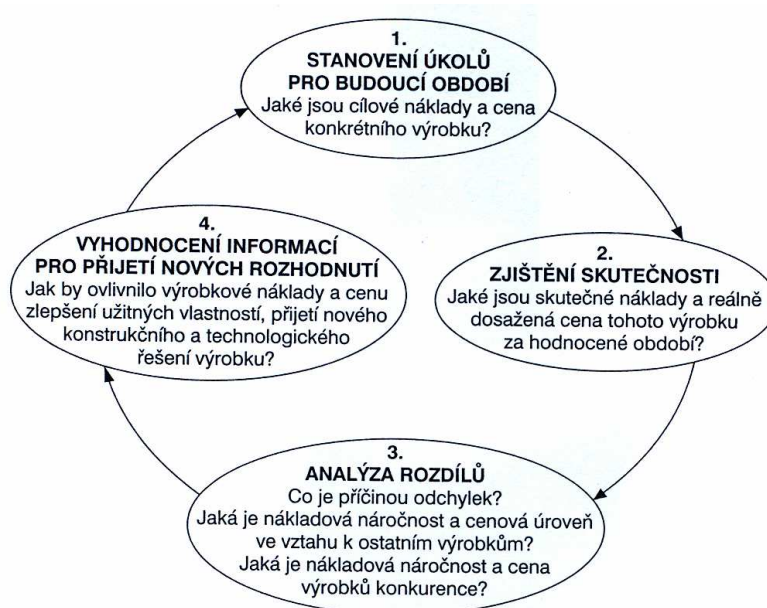 1.
STANOVENÍ ÚKOLŮ
PRO BUDOUCÍ OBDOBÍ
Jaké jsou cílové náklady a cena
konkrétního výrobku?
2.
ZJIŠTĚNÍ SKUTEČNOSTI
Jaké jsou skutečné náklady a reálně
dosažená cena tohoto výrobku
za hodnocené období?
3.
ANALÝZA ROZDÍLŮ
Co je příčinou odchylek?
Jaká je nákladová náročnost a cenová úroveň
ve vztahu k ostatním výrobkům?
Jaká je nákladová náročnost a cena
výrobků konkurence?
4.
VYHODNOCENÍ INFORMACÍ
PRO PŘIJETÍ NOVÝCH ROZHODNUTÍ
Jak by ovlivnilo výrobkové náklady a cenu
zlepšení užitných vlastností, přijetí nového
konstrukčního a technologického
řešení výrobku?